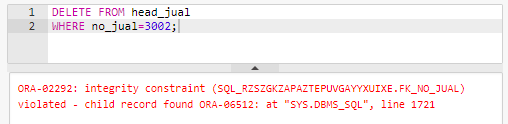 1 DELETE FROM head_jual
2 WHERE no_jual=3002;
ORA-02292: integrity constraint (SQL_RZSZGKZAPAZTEPUVGAYYXUIXE.FK_NO_JUAL)
violated - child record found ORA-06512: at "SYS.DBMS_SQL", line 1721